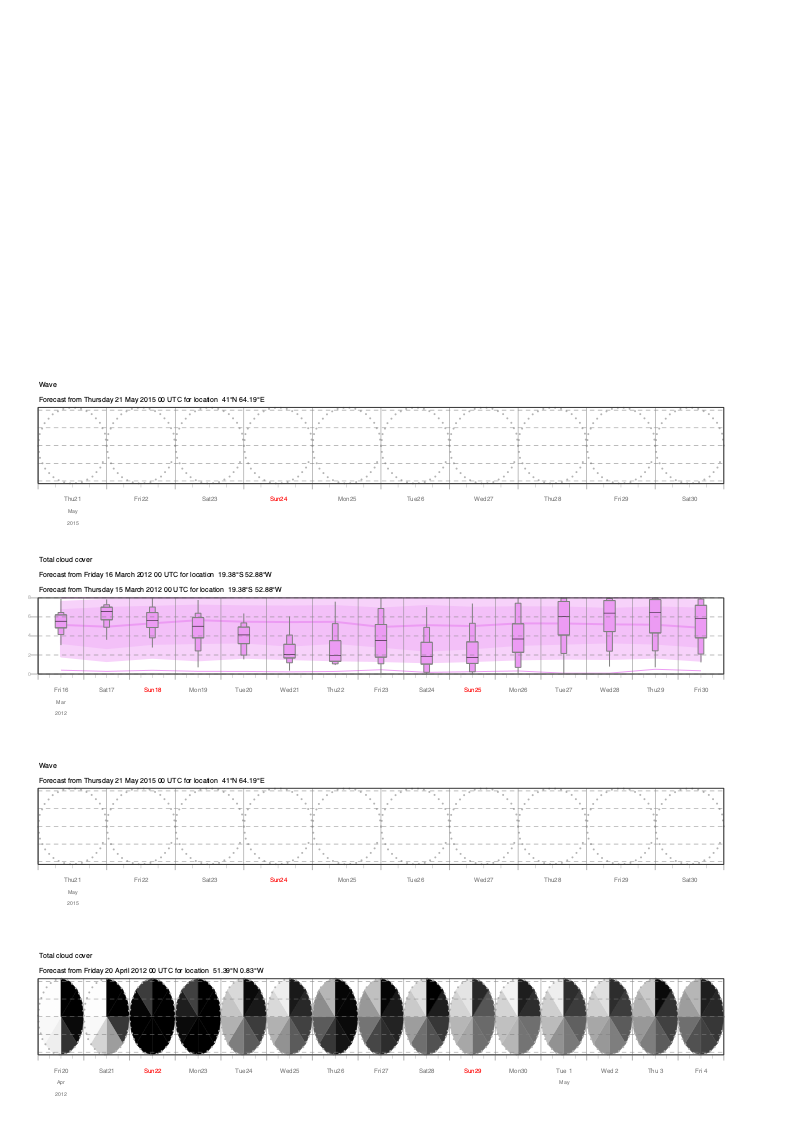 Wave
Forecast from Thursday 21 May 2015 00 UTC for location 41°N 64.19°E
Thu21 Fri22 Sat23 Sun24 Mon25 Tue26 Wed27 Thu28 Fri29 Sat30
May
2015
Total cloud cover
Forecast from Friday 16 March 2012 00 UTC for location 19.38°S 52.88°W
Forecast from Thursday 15 March 2012 00 UTC for location 19.38°S 52.88°W
Fri16 Sat17 Sun18 Mon19 Tue20 Wed21 Thu22 Fri23 Sat24 Sun25 Mon26 Tue27 Wed28 Thu29 Fri30
Mar
2012
Wave
Forecast from Thursday 21 May 2015 00 UTC for location 41°N 64.19°E
Thu21 Fri22 Sat23 Sun24 Mon25 Tue26 Wed27 Thu28 Fri29 Sat30
May
2015
Total cloud cover
Forecast from Friday 20 April 2012 00 UTC for location 51.39°N 0.83°W
Fri20 Sat21 Sun22 Mon23 Tue24 Wed25 Thu26 Fri27 Sat28 Sun29 Mon30 Tue 1 Wed 2 Thu 3 Fri 4
Apr May
2012